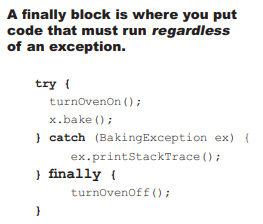 A finally block is where you put
code that must run regardless
of an exception.
try {
turnOvenOn();
x.bake();
} catch (BakingException ex) {
ex.printStackTrace();
} finally {
turnOvenOff();
}